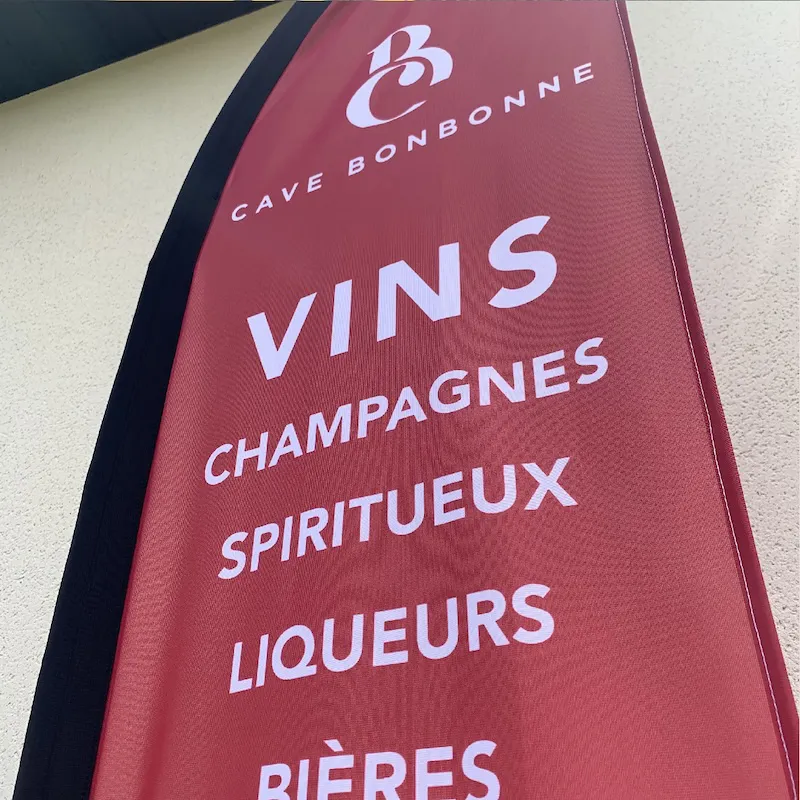 BC
CAVE BONBONNE
VINS
CHAMPAGNES
SPIRITUEUX
LIQUEURS
BIÈRES